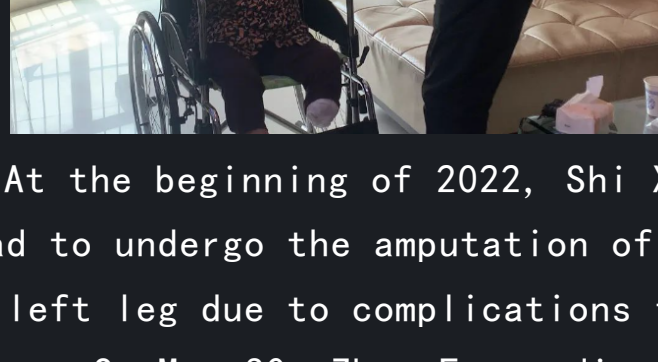 At the beginning of 2022, Shi
to undergo the amputation of
left leg due to complications